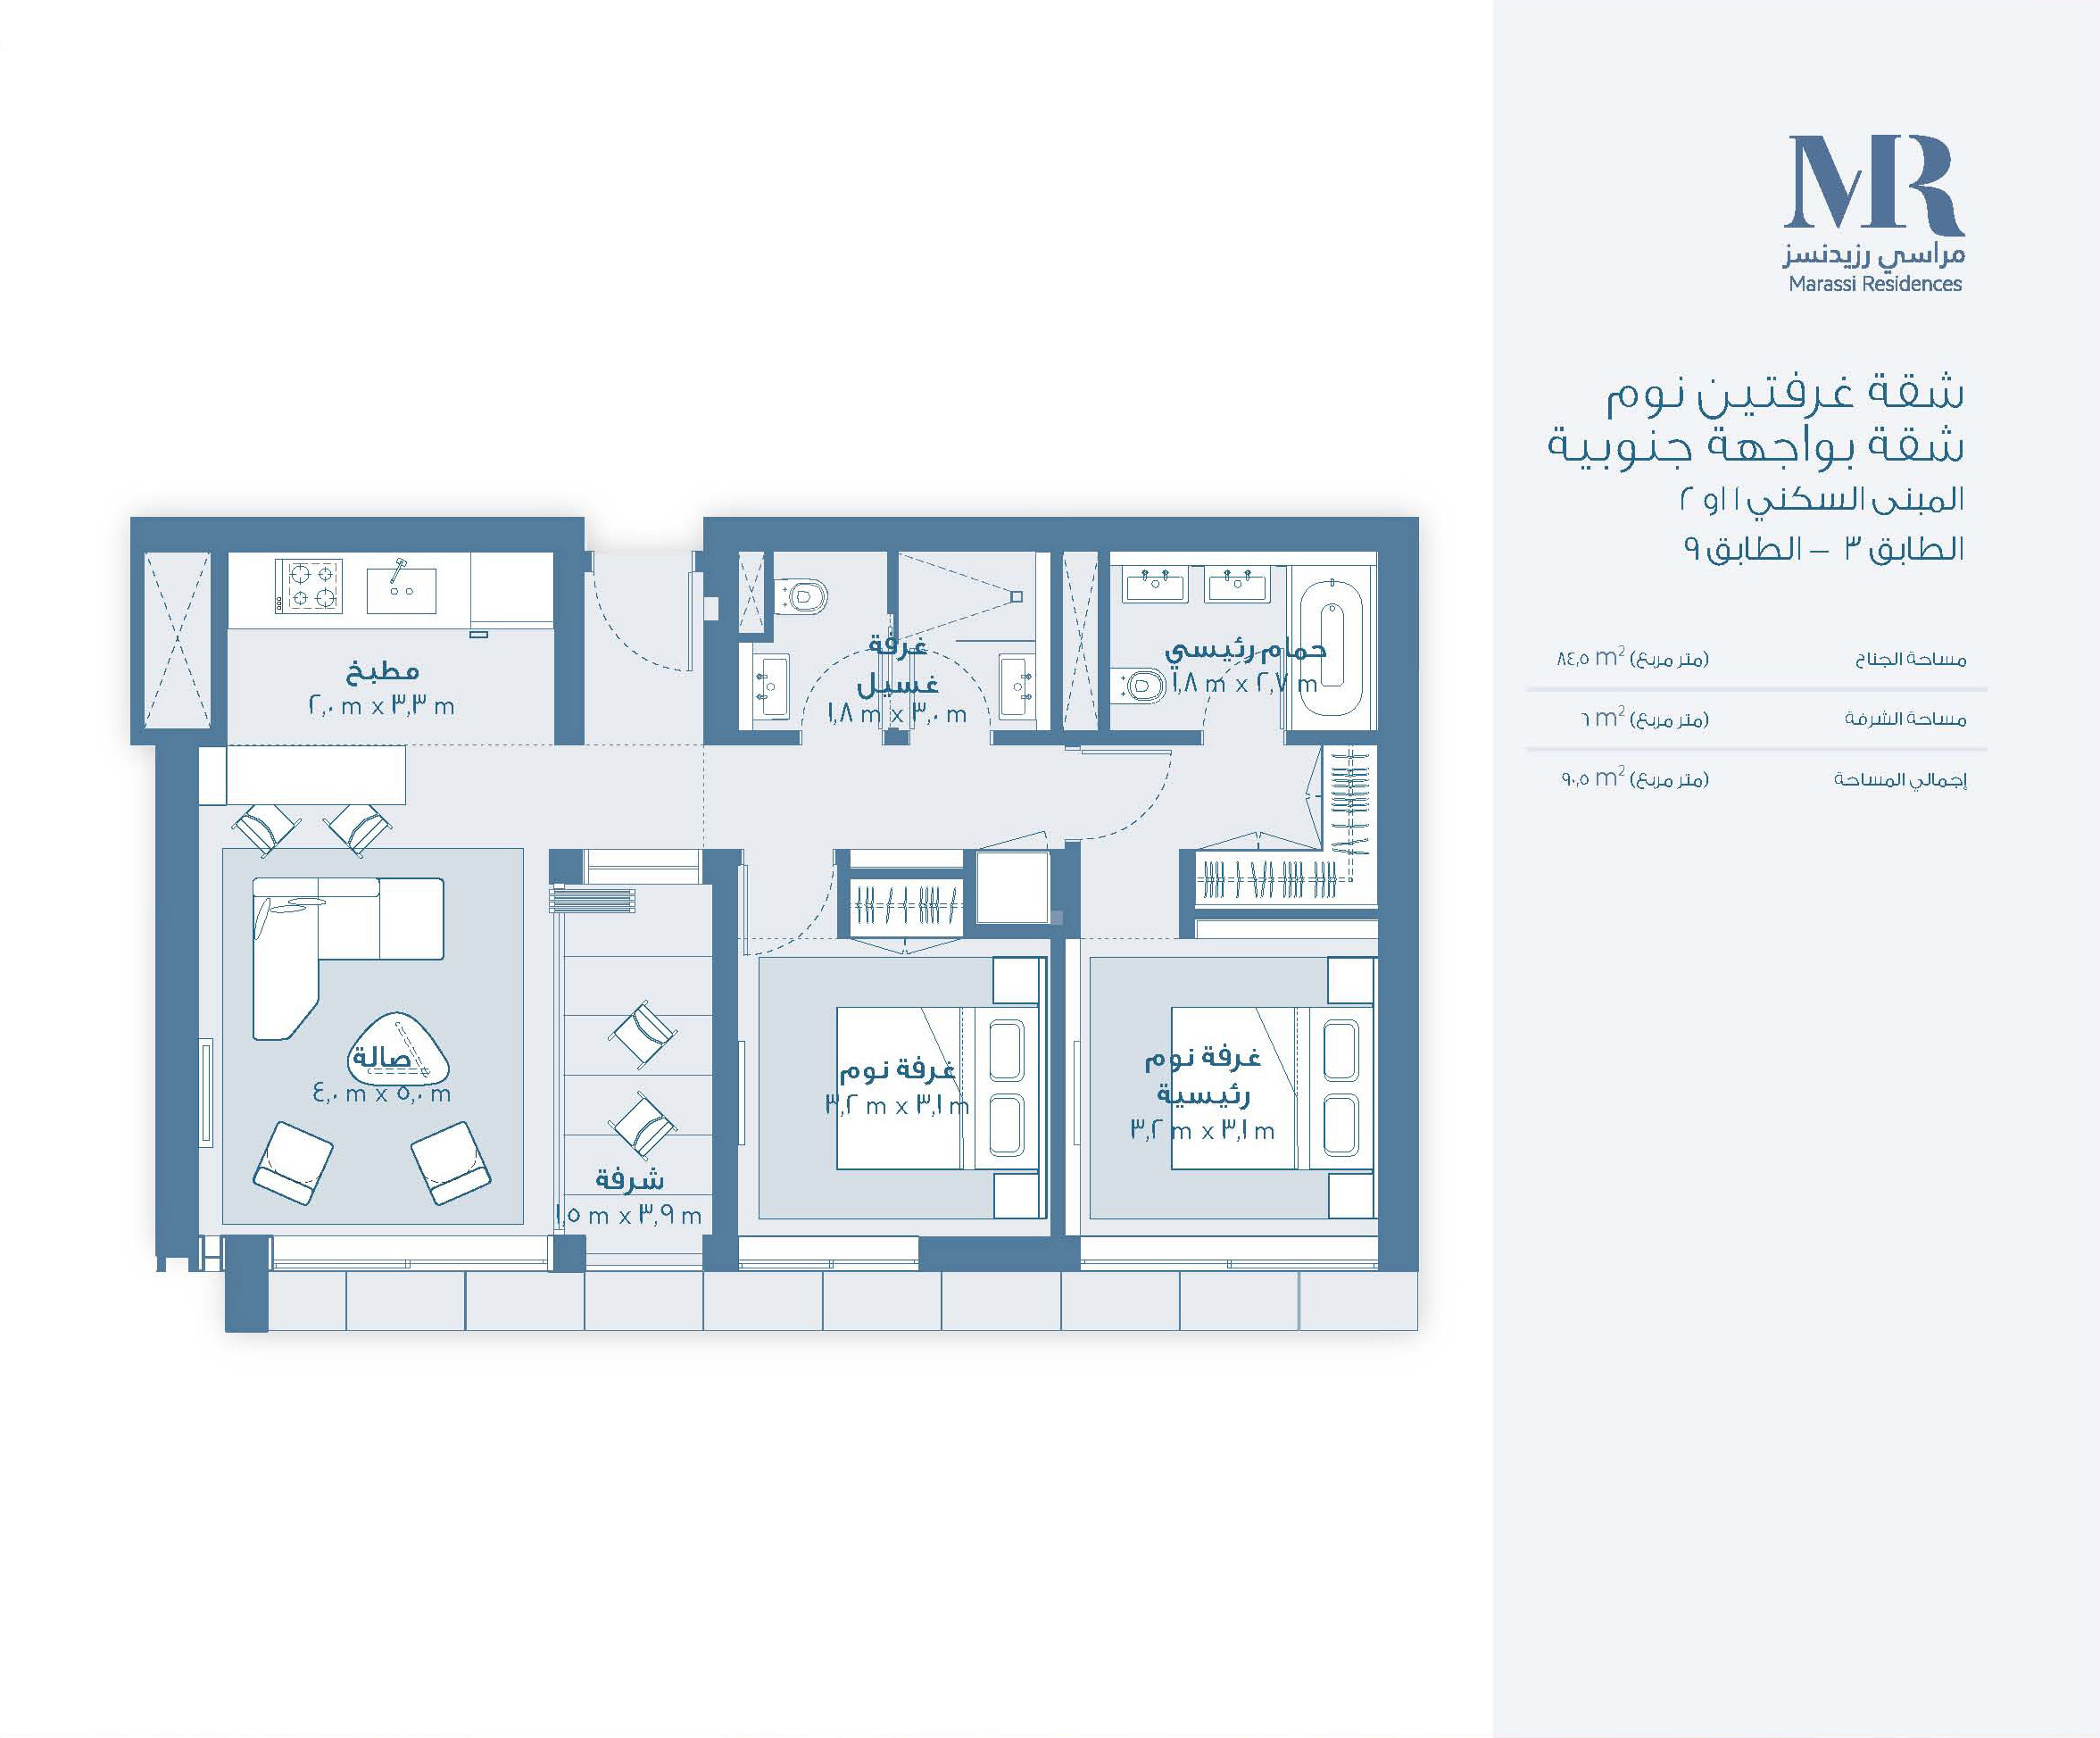 MR
مراسي رزيدنسز
Marassi Residences
شقة غرفتين نوم
شقة بواجهة جنوبية
المبنى السكني ١ او ٢
الطابق ٣ – الطابق ٩
مساحة الجناح ٨٤,٥ m² (متر مربع)
مساحة الشرفة ٦ m² (متر مربع)
إجمالي المساحة ٩٠,٥ m² (متر مربع)
مطبخ
٢,٠ m x ٣,٣ m
غرفة
غسيل
١,٨ m x ٣,٠ m
حمام رئيسي
١,٨ m x ٢,٧ m
صالة
٤,٠ m x ٥,٠ m
شرفة
١,٥ m x ٣,٩ m
غرفة نوم
٣,٢ m x ٣,١ m
غرفة نوم
رئيسية
٣,٢ m x ٣,١ m